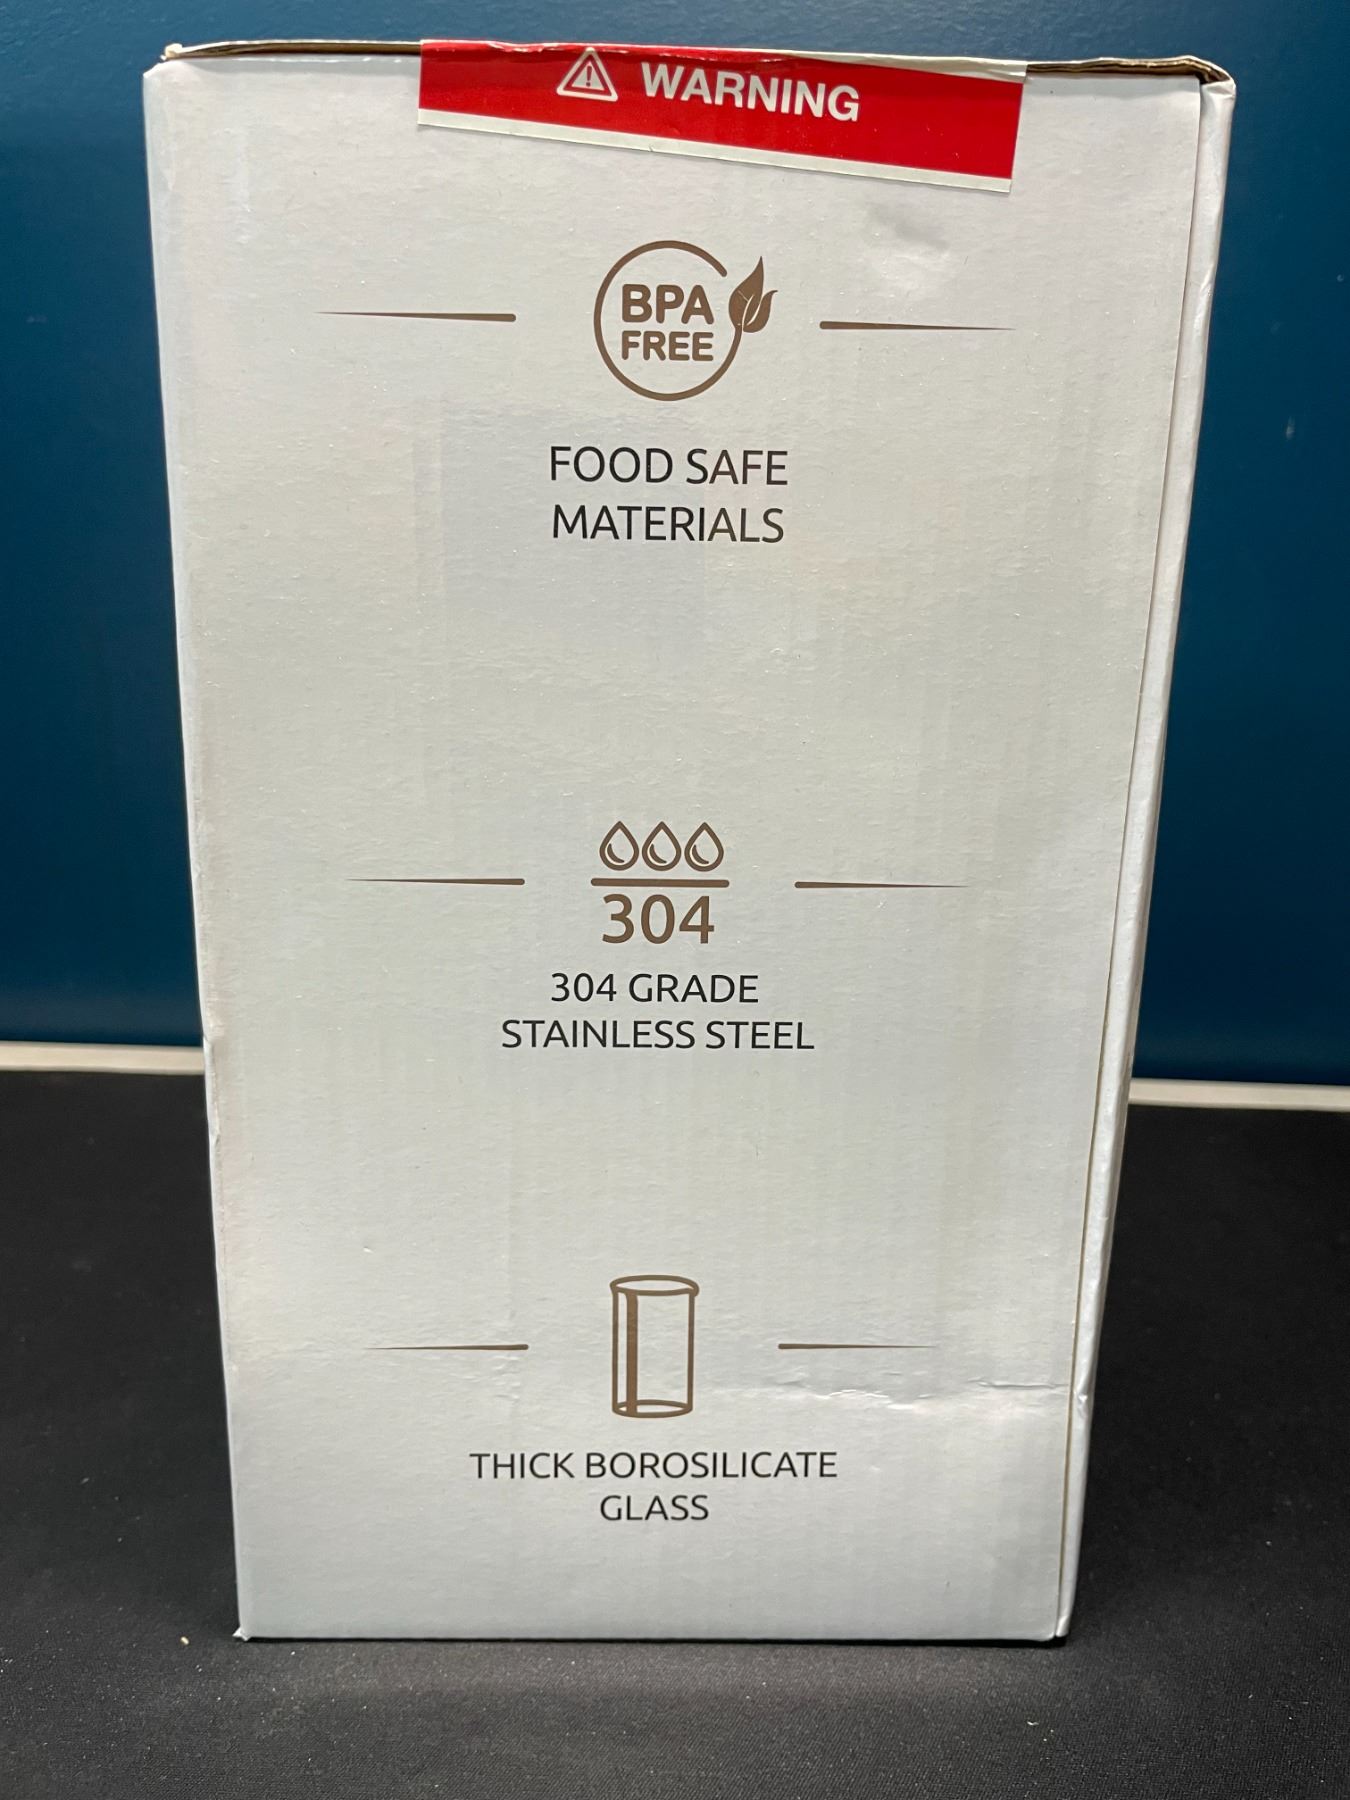 WARNING
BPA
FREE
FOOD SAFE
MATERIALS
304
304 GRADE
STAINLESS STEEL
THICK BOROSILICATE
GLASS